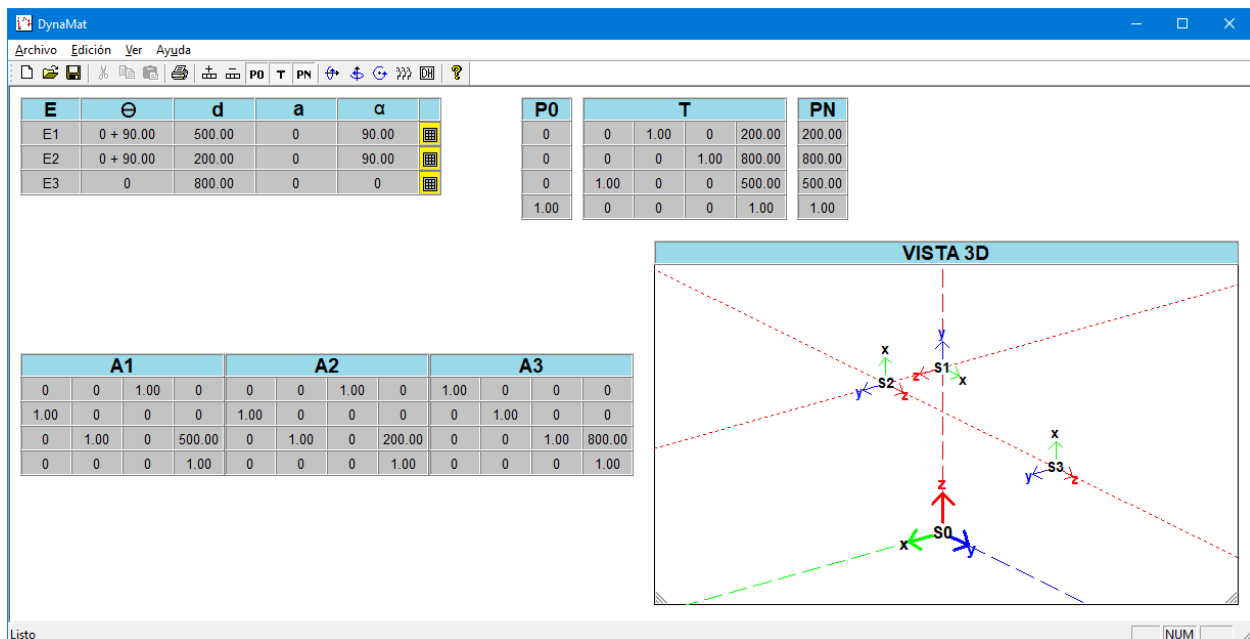 DynaMat
Archivo Edición Ver Ayuda
P0 T PN DH ?
E Θ d a α
E1 0 + 90.00 500.00 0 90.00
E2 0 + 90.00 200.00 0 90.00
E3 0 800.00 0 0
P0 T PN
0 0 1.00 0 200.00 200.00
0 0 0 1.00 800.00 800.00
0 1.00 0 0 500.00 500.00
1.00 0 0 0 1.00 1.00
VISTA 3D
y
x
S1
z
x
S2
y
z
x
S3
y
z
z
S0
x
y
A1 A2 A3
0 0 1.00 0 0 0 1.00 0 1.00 0 0 0
1.00 0 0 0 1.00 0 0 0 0 1.00 0 0
0 1.00 0 500.00 0 1.00 0 200.00 0 0 1.00 800.00
0 0 0 1.00 0 0 0 1.00 0 0 0 1.00
Listo NUM